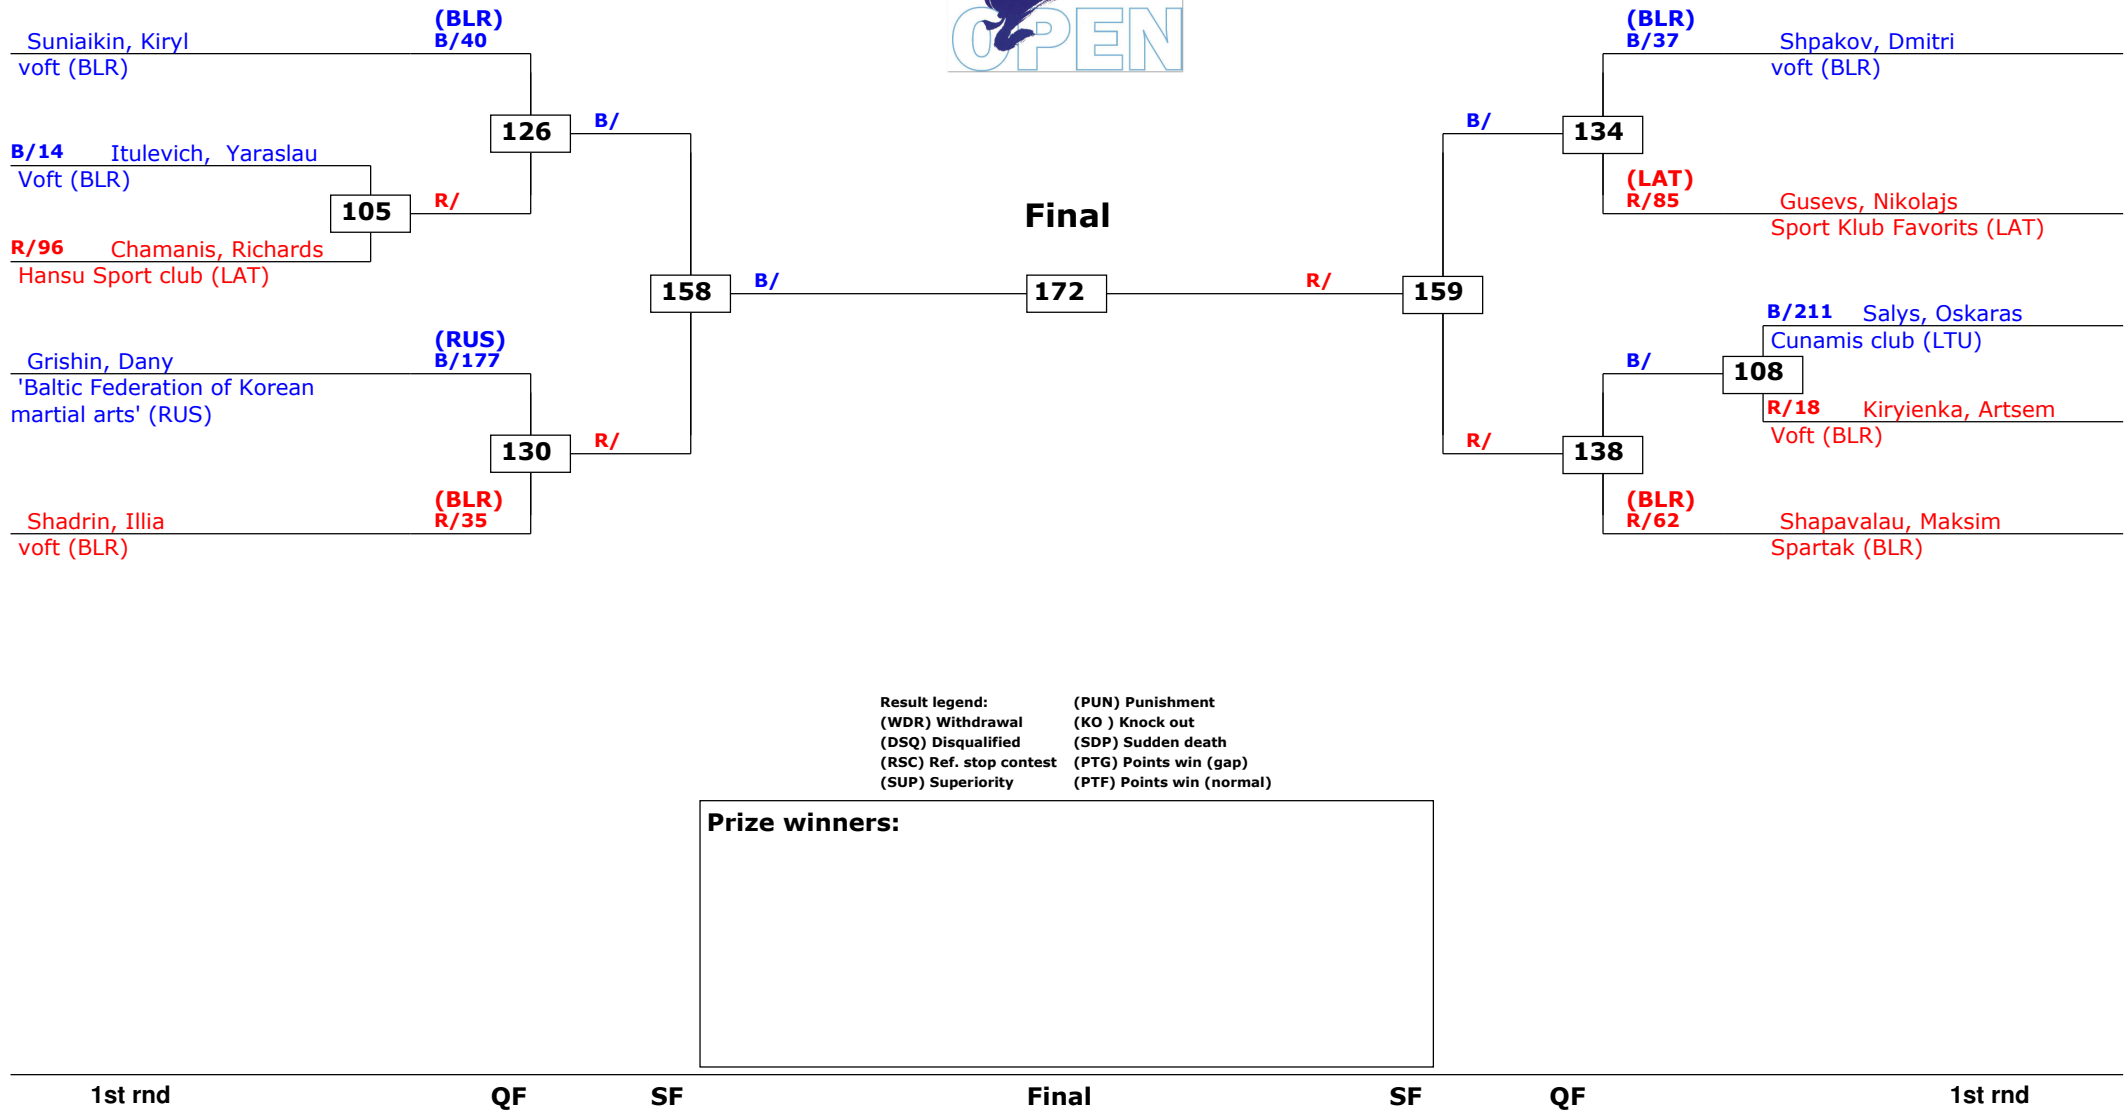 OPEN
(BLR)
Suniaikin, Kiryl B/40
voft (BLR)
126
B/
B/14 Itulevich, Yaraslau
Voft (BLR)
105
R/
R/96 Chamanis, Richards
Hansu Sport club (LAT)
158
B/
(RUS)
Grishin, Dany B/177
'Baltic Federation of Korean
martial arts' (RUS)
130
R/
(BLR)
Shadrin, Illia R/35
voft (BLR)
Final
172
(BLR)
B/37 Shpakov, Dmitri
voft (BLR)
B/
134
(LAT)
R/85 Gusevs, Nikolajs
Sport Klub Favorits (LAT)
R/
159
B/211 Salys, Oskaras
Cunamis club (LTU)
B/
108
R/18 Kiryienka, Artsem
Voft (BLR)
R/
138
(BLR)
R/62 Shapavalau, Maksim
Spartak (BLR)
Result legend: (PUN) Punishment
(WDR) Withdrawal (KO ) Knock out
(DSQ) Disqualified (SDP) Sudden death
(RSC) Ref. stop contest (PTG) Points win (gap)
(SUP) Superiority (PTF) Points win (normal)
Prize winners:
1st rnd QF SF Final SF QF 1st rnd